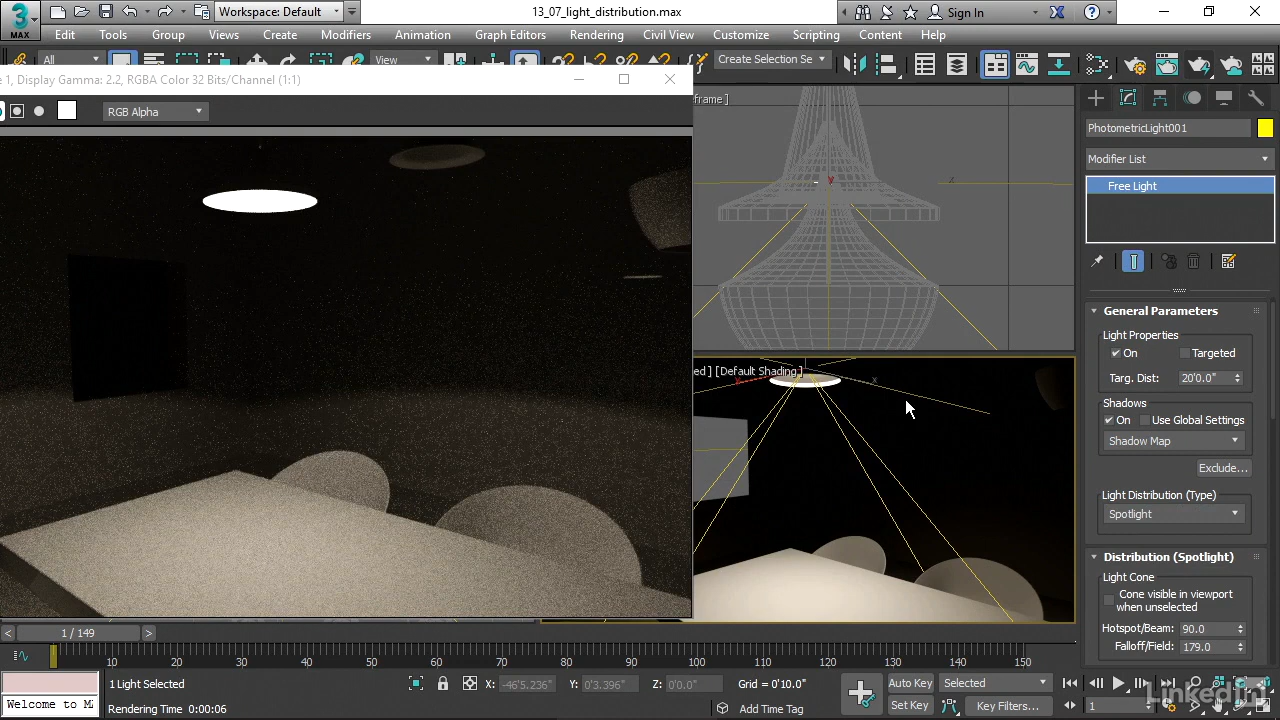 3
MAX
Workspace: Default
13_07_light_distribution.max
Sign In
Edit Tools Group Views Create Modifiers Animation Graph Editors Rendering Civil View Customize Scripting Content Help
All
View
Create Selection Se
e 1, Display Gamma: 2.2, RGBA Color 32 Bits/Channel (1:1)
RGB Alpha
frame ]
PhotometricLight001
Modifier List
Free Light
General Parameters
Light Properties
On Targeted
Targ. Dist: 20'0.0"
Shadows
On Use Global Settings
Shadow Map
Exclude...
Light Distribution (Type)
Spotlight
Distribution (Spotlight)
Light Cone
Cone visible in viewport
when unselected
Hotspot/Beam: 90.0
Falloff/Field: 179.0
y
x
ed ] [Default Shading ]
x
< 1 / 149 >
10 20 30 40 50 60 70 80 90 100 110 120 130 140 150
1 Light Selected
X: -46'5.236" Y: 0'3.396" Z: 0'0.0" Grid = 0'10.0"
Auto Key Selected
Welcome to M
Rendering Time 0:00:06
Add Time Tag
Set Key Key Filters...
1
LinkedIn